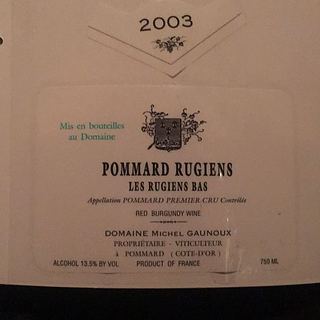 2003
Mis en bouteilles
au Domaine
POMMARD RUGIENS
LES RUGIENS BAS
Appellation POMMARD PREMIER CRU Contrôlée
RED BURGUNDY WINE
DOMAINE MICHEL GAUNOUX
PROPRIÉTAIRE - VITICULTEUR
à POMMARD (COTE-D'OR)
ALCOHOL 13.5% BY VOL PRODUCT OF FRANCE 750 ML